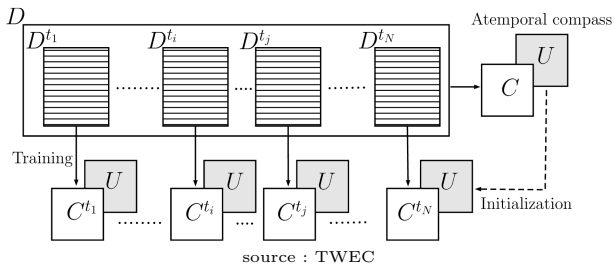 D
D^{t_1} D^{t_i} D^{t_j} D^{t_N}
........ .... ........
Atemporal compass
U
C
Training
U U U U
C^{t_1} C^{t_i} C^{t_j} C^{t_N}
........ .... .......
Initialization
source : TWEC